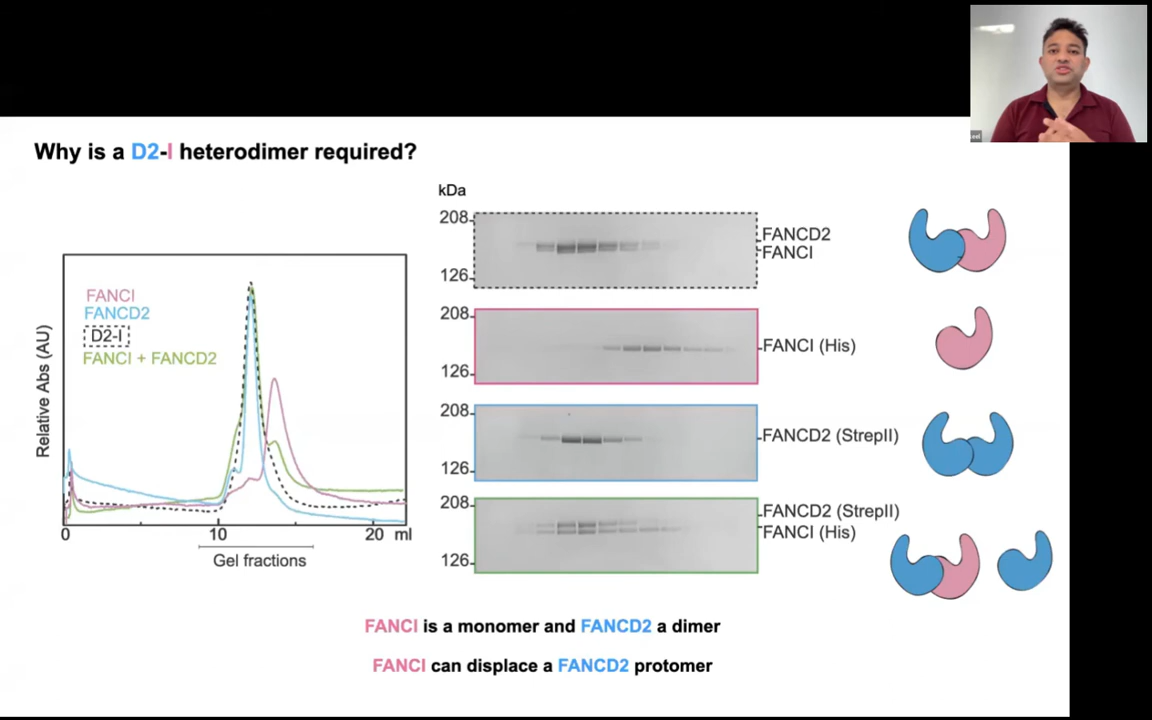 Why is a D2-I heterodimer required?
FANCI
FANCD2
D2-I
FANCI + FANCD2
Relative Abs (AU)
0
10
20 ml
Gel fractions
kDa
208
126
FANCD2
FANCI
208
126
FANCI (His)
208
126
FANCD2 (StrepII)
208
126
FANCD2 (StrepII)
FANCI (His)
FANCI is a monomer and FANCD2 a dimer
FANCI can displace a FANCD2 protomer